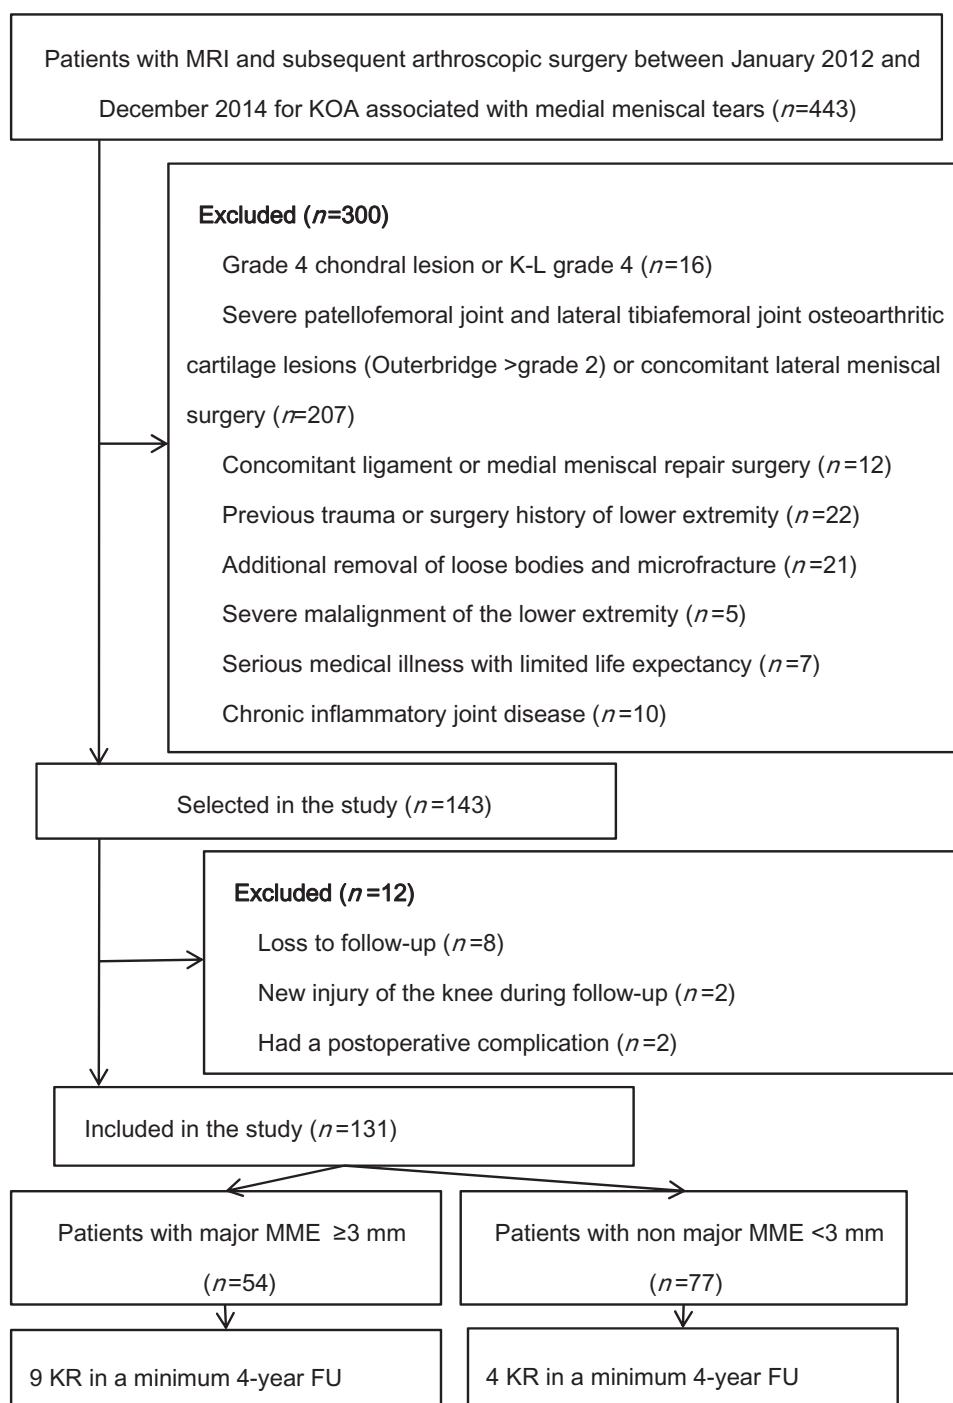 Patients with MRI and subsequent arthroscopic surgery between January 2012 and
December 2014 for KOA associated with medial meniscal tears (n=443)
Excluded (n=300)
Grade 4 chondral lesion or K-L grade 4 (n=16)
Severe patellofemoral joint and lateral tibiafemoral joint osteoarthritic
cartilage lesions (Outerbridge >grade 2) or concomitant lateral meniscal
surgery (n=207)
Concomitant ligament or medial meniscal repair surgery (n=12)
Previous trauma or surgery history of lower extremity (n=22)
Additional removal of loose bodies and microfracture (n=21)
Severe malalignment of the lower extremity (n=5)
Serious medical illness with limited life expectancy (n=7)
Chronic inflammatory joint disease (n=10)
Selected in the study (n=143)
Excluded (n=12)
Loss to follow-up (n=8)
New injury of the knee during follow-up (n=2)
Had a postoperative complication (n=2)
Included in the study (n=131)
Patients with major MME ≥3 mm
(n=54)
Patients with non major MME <3 mm
(n=77)
9 KR in a minimum 4-year FU
4 KR in a minimum 4-year FU